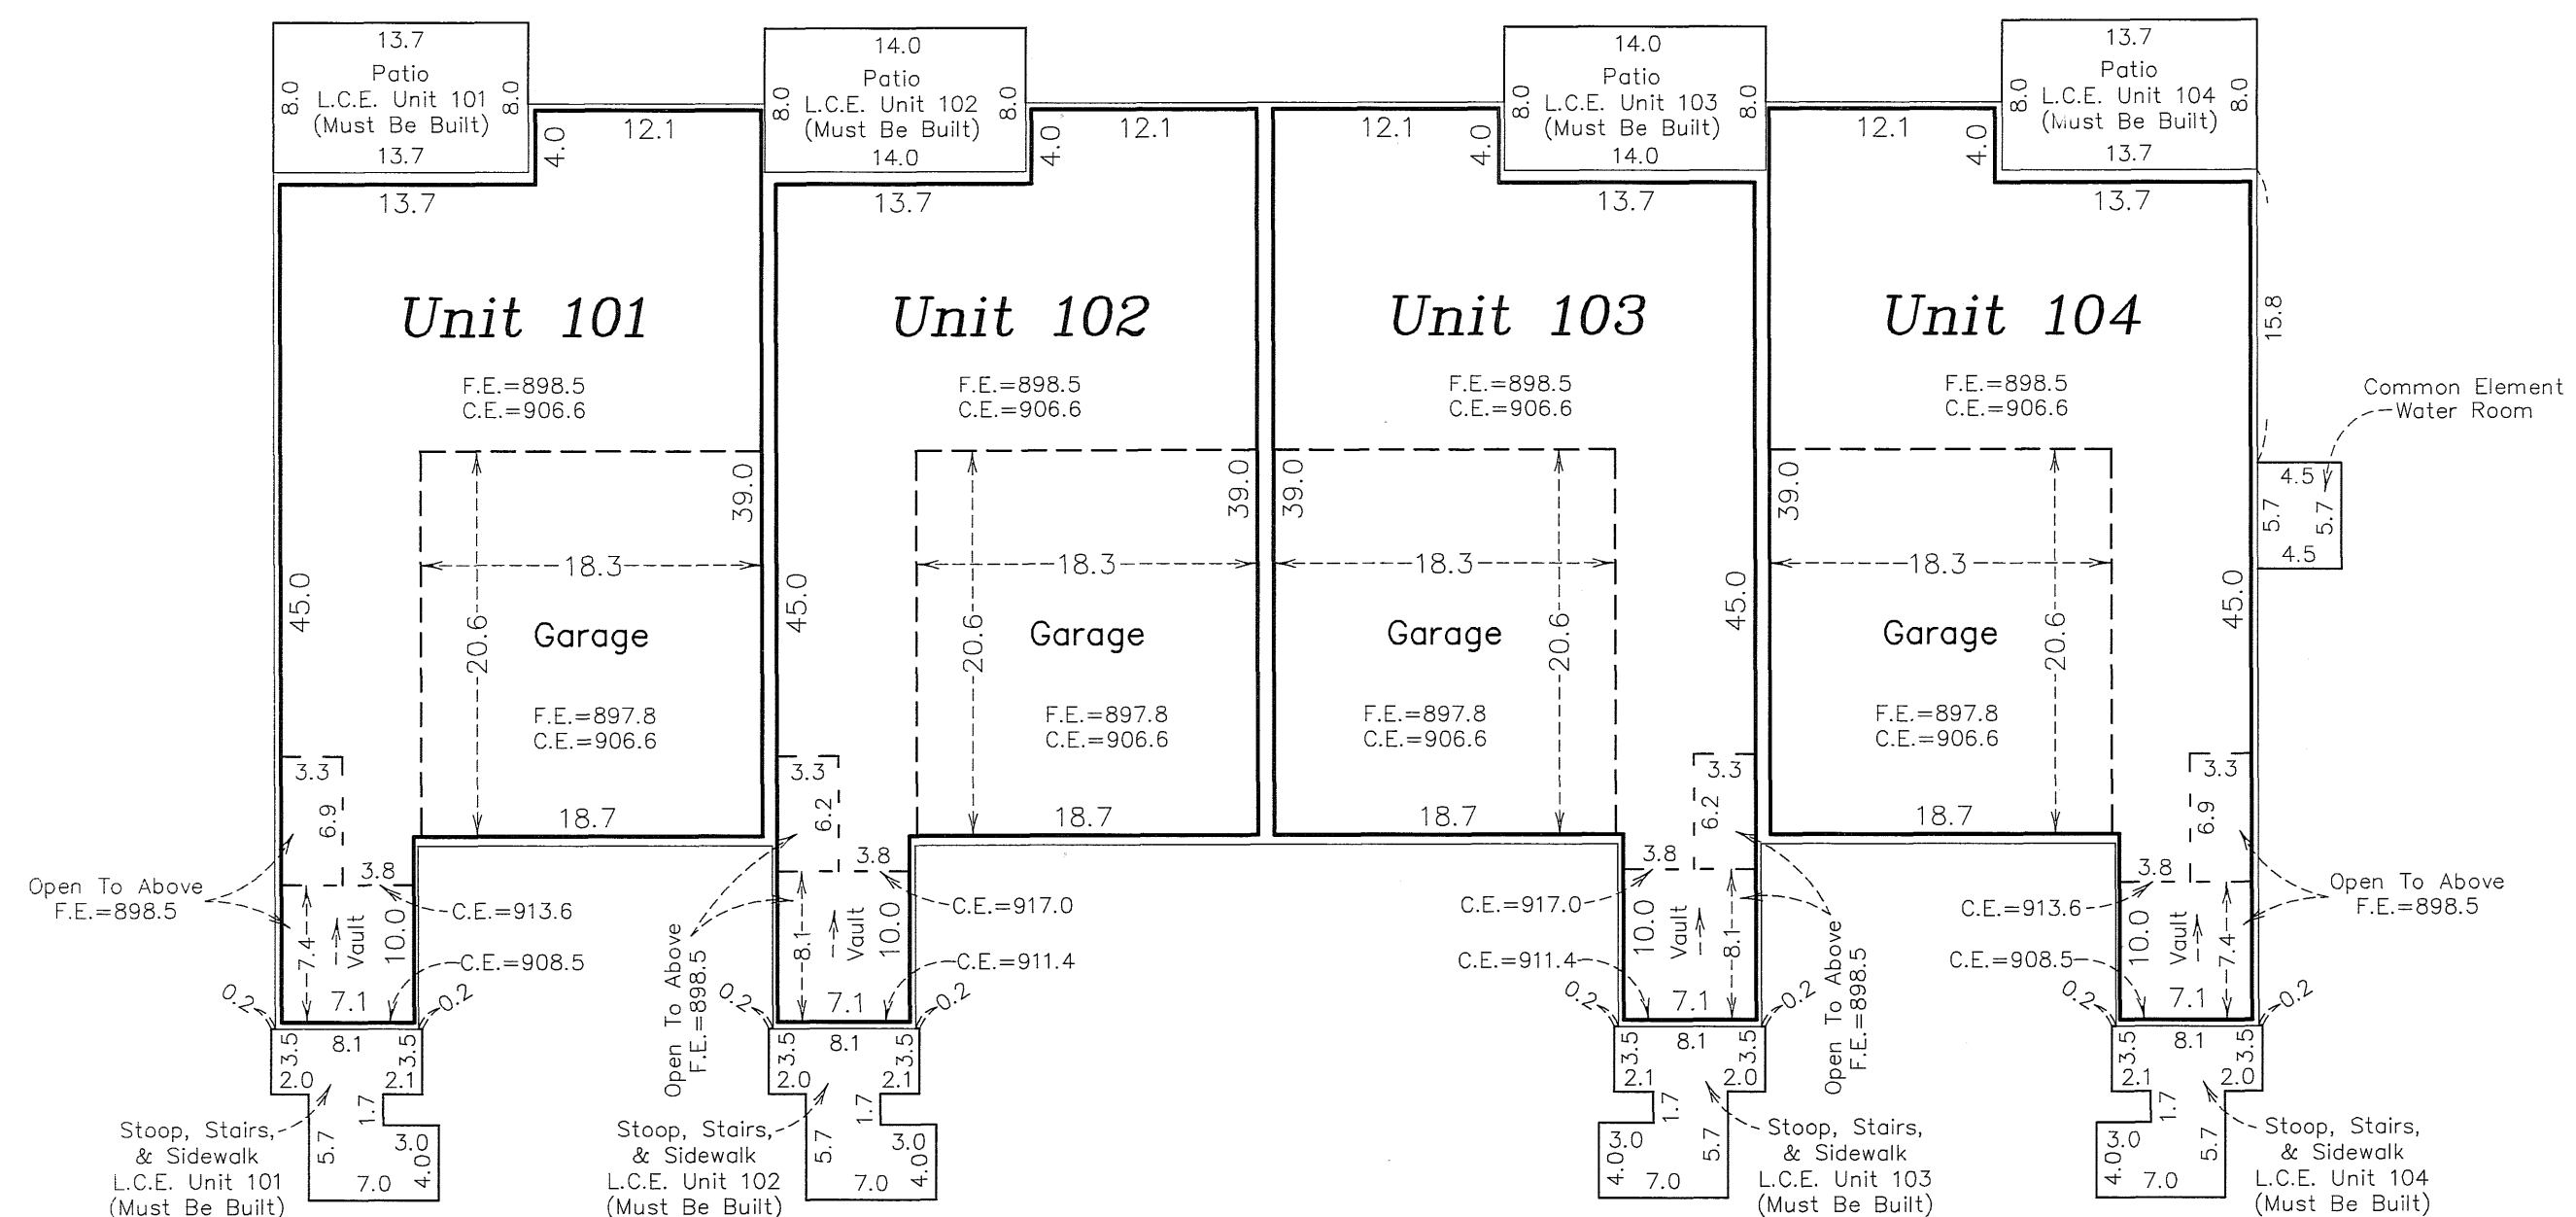 13.7
Patio
L.C.E. Unit 101
(Must Be Built)
8.0
8.0
13.7
14.0
Patio
L.C.E. Unit 102
(Must Be Built)
8.0
8.0
14.0
14.0
Patio
L.C.E. Unit 103
(Must Be Built)
8.0
8.0
14.0
13.7
Patio
L.C.E. Unit 104
(Must Be Built)
8.0
8.0
13.7
13.7
4.0
12.1
Unit 101
F.E.=898.5
C.E.=906.6
39.0
45.0
18.3
20.6
Garage
F.E.=897.8
C.E.=906.6
18.7
3.3
6.9
3.8
Open To Above
F.E.=898.5
C.E.=913.6
7.4
Vault
10.0
C.E.=908.5
7.1
0.2
0.2
3.5
8.1
3.5
2.0
2.1
1.7
5.7
3.0
4.0
7.0
Stoop, Stairs,
& Sidewalk
L.C.E. Unit 101
(Must Be Built)
13.7
4.0
12.1
Unit 102
F.E.=898.5
C.E.=906.6
39.0
45.0
18.3
20.6
Garage
F.E.=897.8
C.E.=906.6
18.7
3.3
6.2
3.8
Open To Above
F.E.=898.5
C.E.=917.0
8.1
Vault
10.0
C.E.=911.4
7.1
0.2
0.2
3.5
8.1
3.5
2.0
2.1
1.7
5.7
3.0
4.0
7.0
Stoop, Stairs,
& Sidewalk
L.C.E. Unit 102
(Must Be Built)
12.1
4.0
13.7
Unit 103
F.E.=898.5
C.E.=906.6
39.0
45.0
18.3
20.6
Garage
F.E.=897.8
C.E.=906.6
18.7
3.3
6.2
3.8
C.E.=917.0
10.0
Vault
8.1
C.E.=911.4
7.1
Open To Above
F.E.=898.5
0.2
0.2
3.5
8.1
3.5
2.1
2.0
1.7
3.0
4.0
5.7
7.0
Stoop, Stairs,
& Sidewalk
L.C.E. Unit 103
(Must Be Built)
12.1
4.0
13.7
Unit 104
F.E.=898.5
C.E.=906.6
15.8
Common Element
Water Room
4.5
5.7
5.7
4.5
39.0
45.0
18.3
20.6
Garage
F.E.=897.8
C.E.=906.6
18.7
3.3
6.9
3.8
Open To Above
F.E.=898.5
C.E.=913.6
10.0
Vault
7.4
C.E.=908.5
7.1
0.2
0.2
3.5
8.1
3.5
2.1
2.0
1.7
3.0
4.0
5.7
7.0
Stoop, Stairs,
& Sidewalk
L.C.E. Unit 104
(Must Be Built)